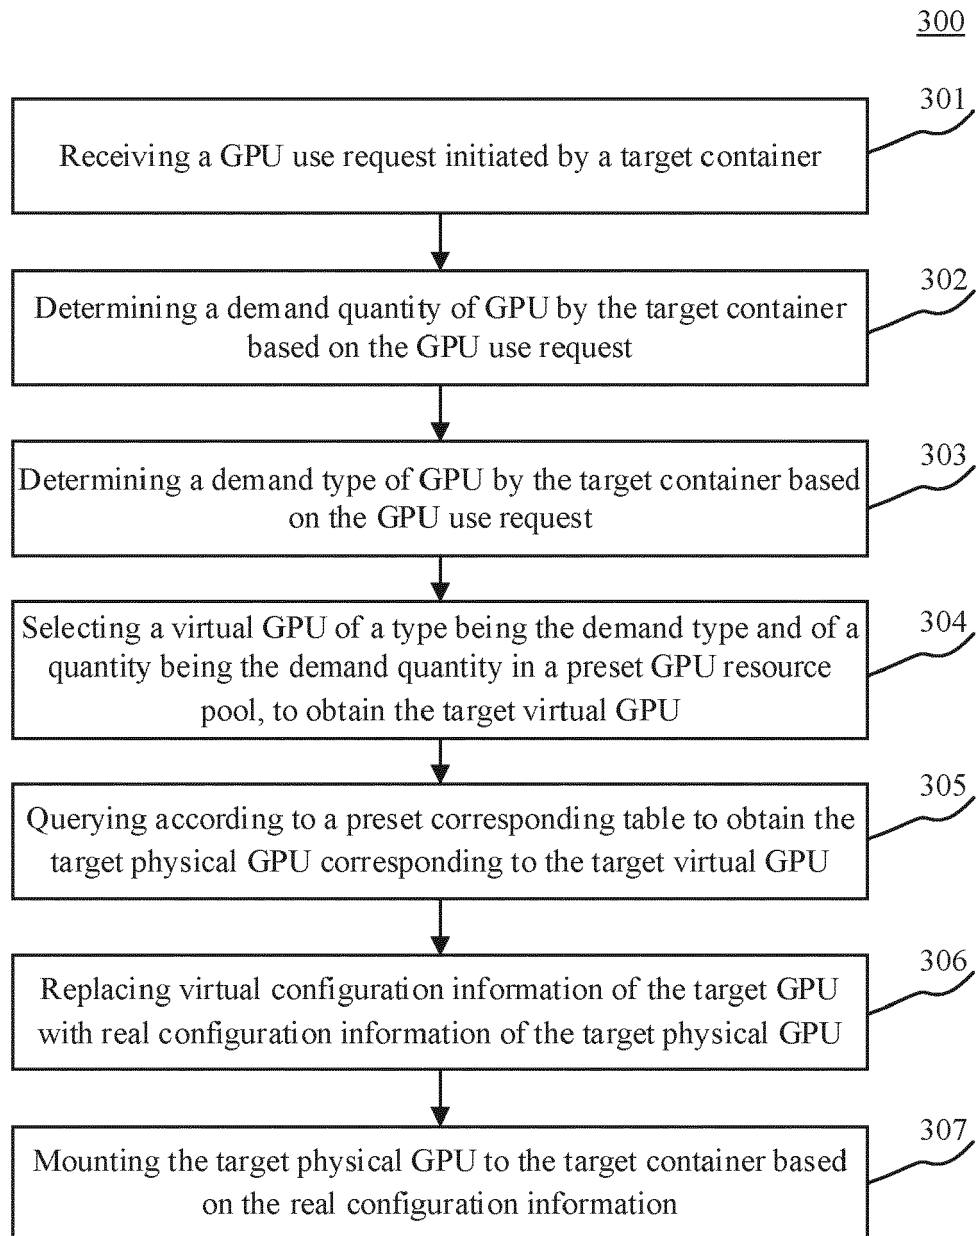 300
301
Receiving a GPU use request initiated by a target container
302
Determining a demand quantity of GPU by the target container
based on the GPU use request
303
Determining a demand type of GPU by the target container based
on the GPU use request
304
Selecting a virtual GPU of a type being the demand type and of a
quantity being the demand quantity in a preset GPU resource
pool, to obtain the target virtual GPU
305
Querying according to a preset corresponding table to obtain the
target physical GPU corresponding to the target virtual GPU
306
Replacing virtual configuration information of the target GPU
with real configuration information of the target physical GPU
307
Mounting the target physical GPU to the target container based
on the real configuration information